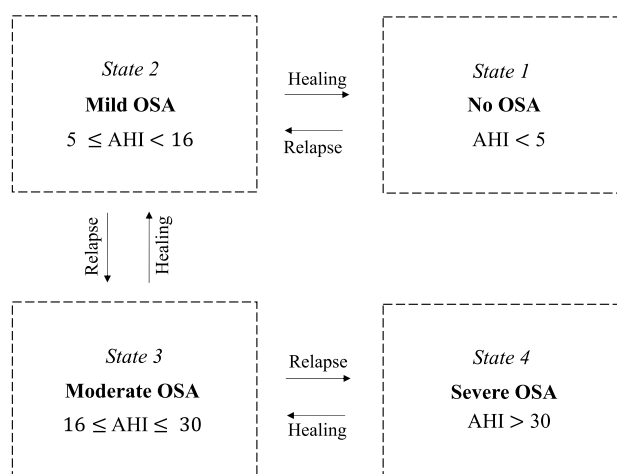 State 2
Mild OSA
5 ≤ AHI < 16
Healing
Relapse
State 1
No OSA
AHI < 5
Relapse
Healing
State 3
Moderate OSA
16 ≤ AHI ≤ 30
Relapse
Healing
State 4
Severe OSA
AHI > 30